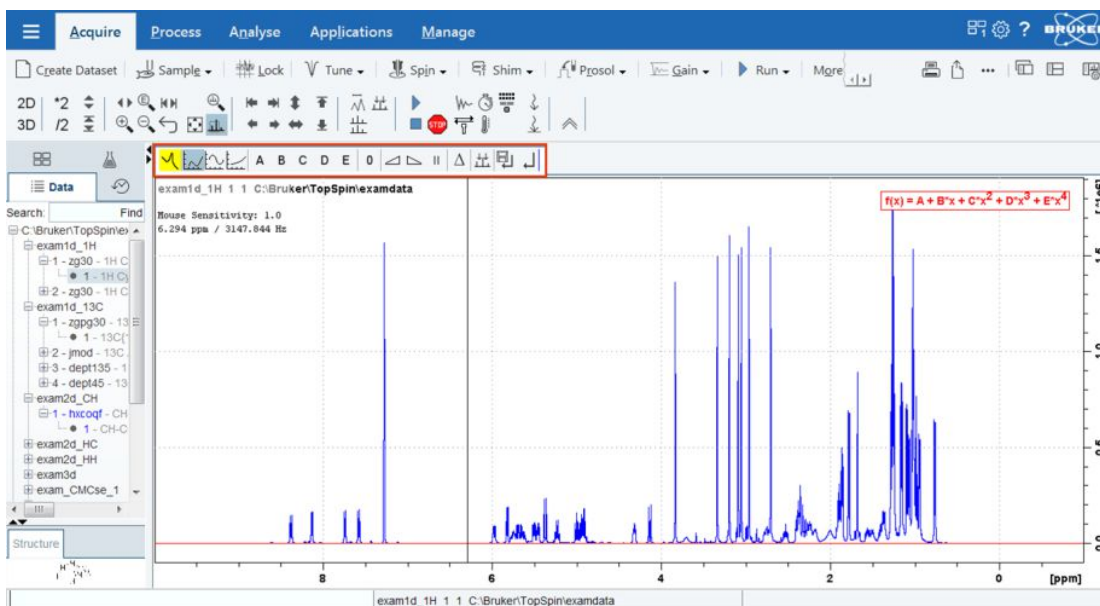 Acquire Process Analyse Applications Manage ? BRUKER
Create Dataset Sample Lock Tune Spin Shim Prosol Gain Run More ...
2D *2
3D /2 STOP
A B C D E 0 Δ
Data
Search: Find
C:\Bruker\TopSpin\ex
exam1d_1H
1 - zg30 - 1H C
1 - 1H Cy
2 - zg30 - 1H C
exam1d_13C
1 - zgpg30 - 13
1 - 13C(
2 - jmod - 13C
3 - dept135 - 1
4 - dept45 - 13
exam2d_CH
1 - hxcoqf - CH
1 - CH-C
exam2d_HC
exam2d_HH
exam3d
exam_CMCse_1
Structure
exam1d_1H 1 1 C:\Bruker\TopSpin\examdata
Mouse Sensitivity: 1.0
6.294 ppm / 3147.844 Hz
f(x) = A + B*x + C*x² + D*x³ + E*x⁴
1.5
1.0
0.5
0.0
8 6 4 2 0 [ppm]
exam1d_1H 1 1 C:\Bruker\TopSpin\examdata